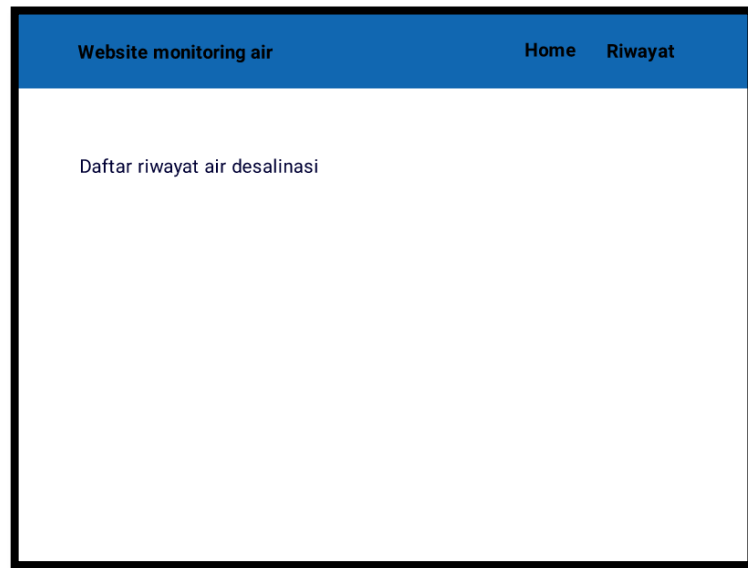 Website monitoring air
Home
Riwayat
Daftar riwayat air desalinasi